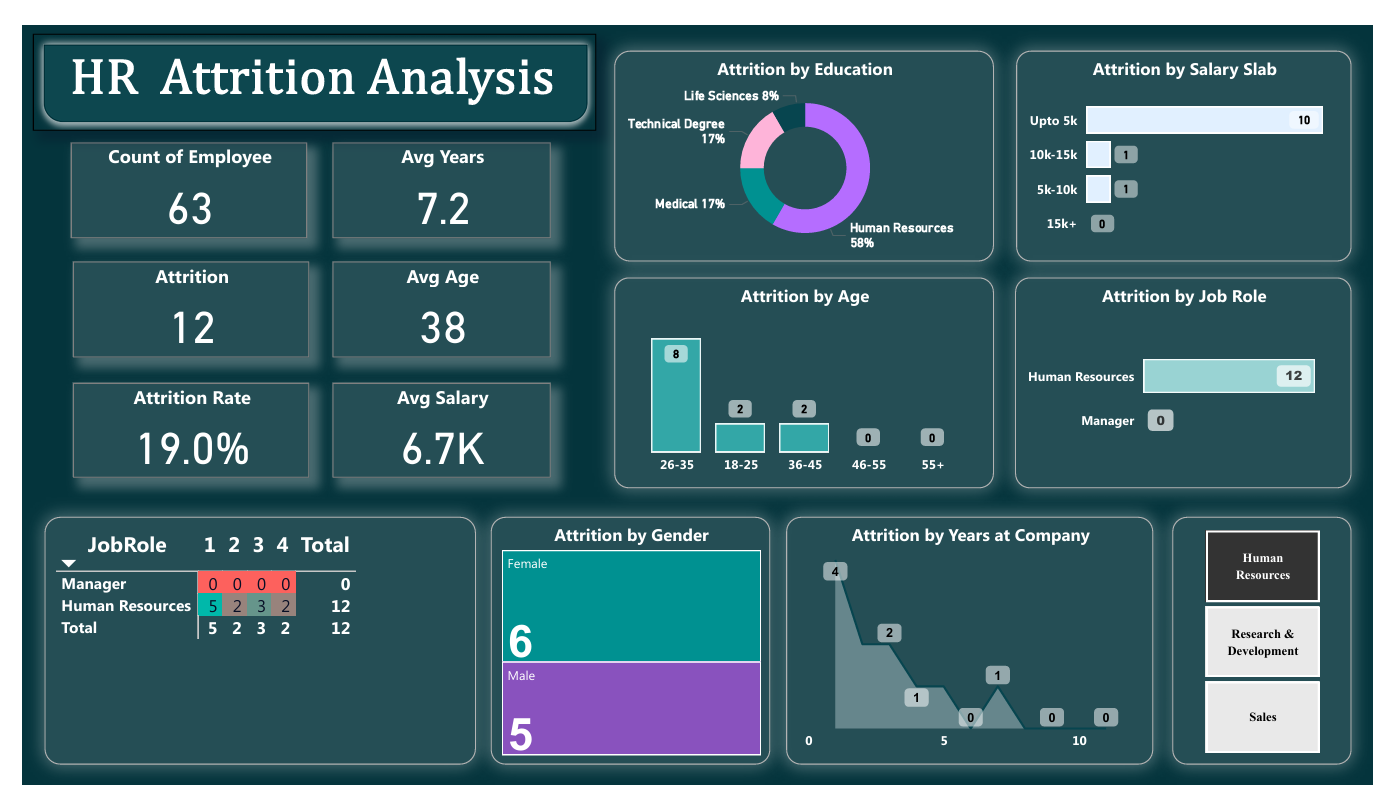 HR Attrition Analysis
Count of Employee
63
Avg Years
7.2
Attrition
12
Avg Age
38
Attrition Rate
19.0%
Avg Salary
6.7K
Attrition by Education
Life Sciences 8%
Technical Degree
17%
Medical 17%
Human Resources
58%
Attrition by Salary Slab
Upto 5k 10
10k-15k 1
5k-10k 1
15k+ 0
Attrition by Age
8 2 2 0 0
26-35 18-25 36-45 46-55 55+
Attrition by Job Role
Human Resources 12
Manager 0
JobRole 1 2 3 4 Total
Manager 0 0 0 0 0
Human Resources 5 2 3 2 12
Total 5 2 3 2 12
Attrition by Gender
Female
6
Male
5
Attrition by Years at Company
4
2
1
1
0 0 0
0 5 10
Human
Resources
Research &
Development
Sales